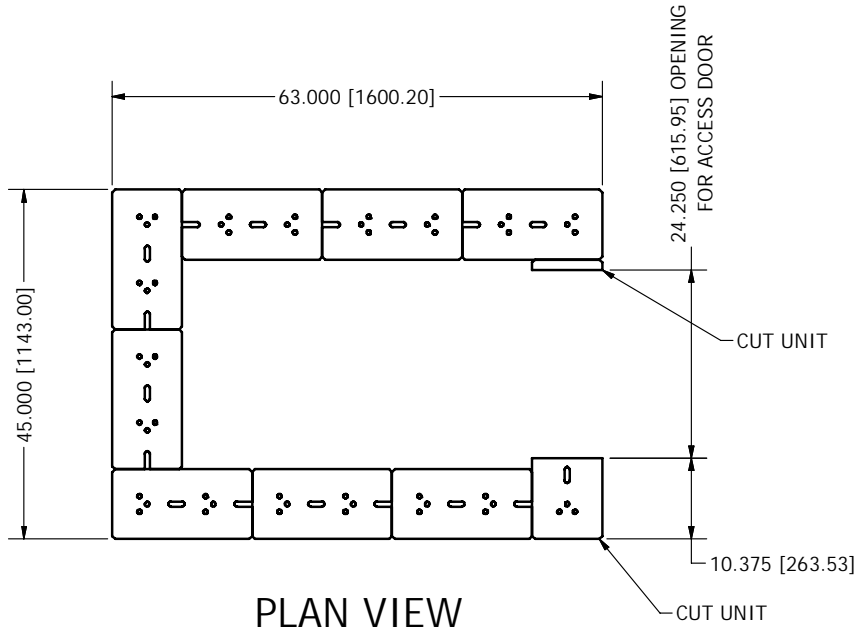 63.000 [1600.20]
24.250 [615.95] OPENING
FOR ACCESS DOOR
45.000 [1143.00]
CUT UNIT
10.375 [263.53]
PLAN VIEW
CUT UNIT